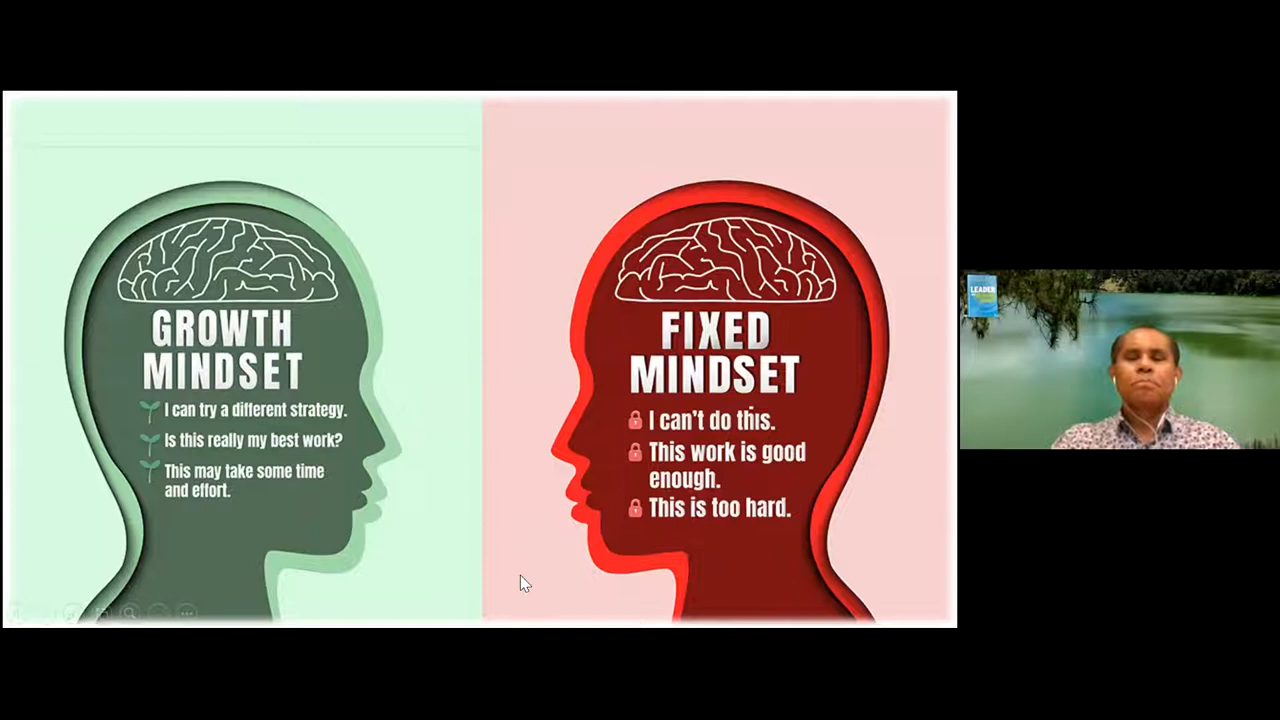 GROWTH
MINDSET
I can try a different strategy.
Is this really my best work?
This may take some time
and effort.
FIXED
MINDSET
I can't do this.
This work is good
enough.
This is too hard.
LEADER